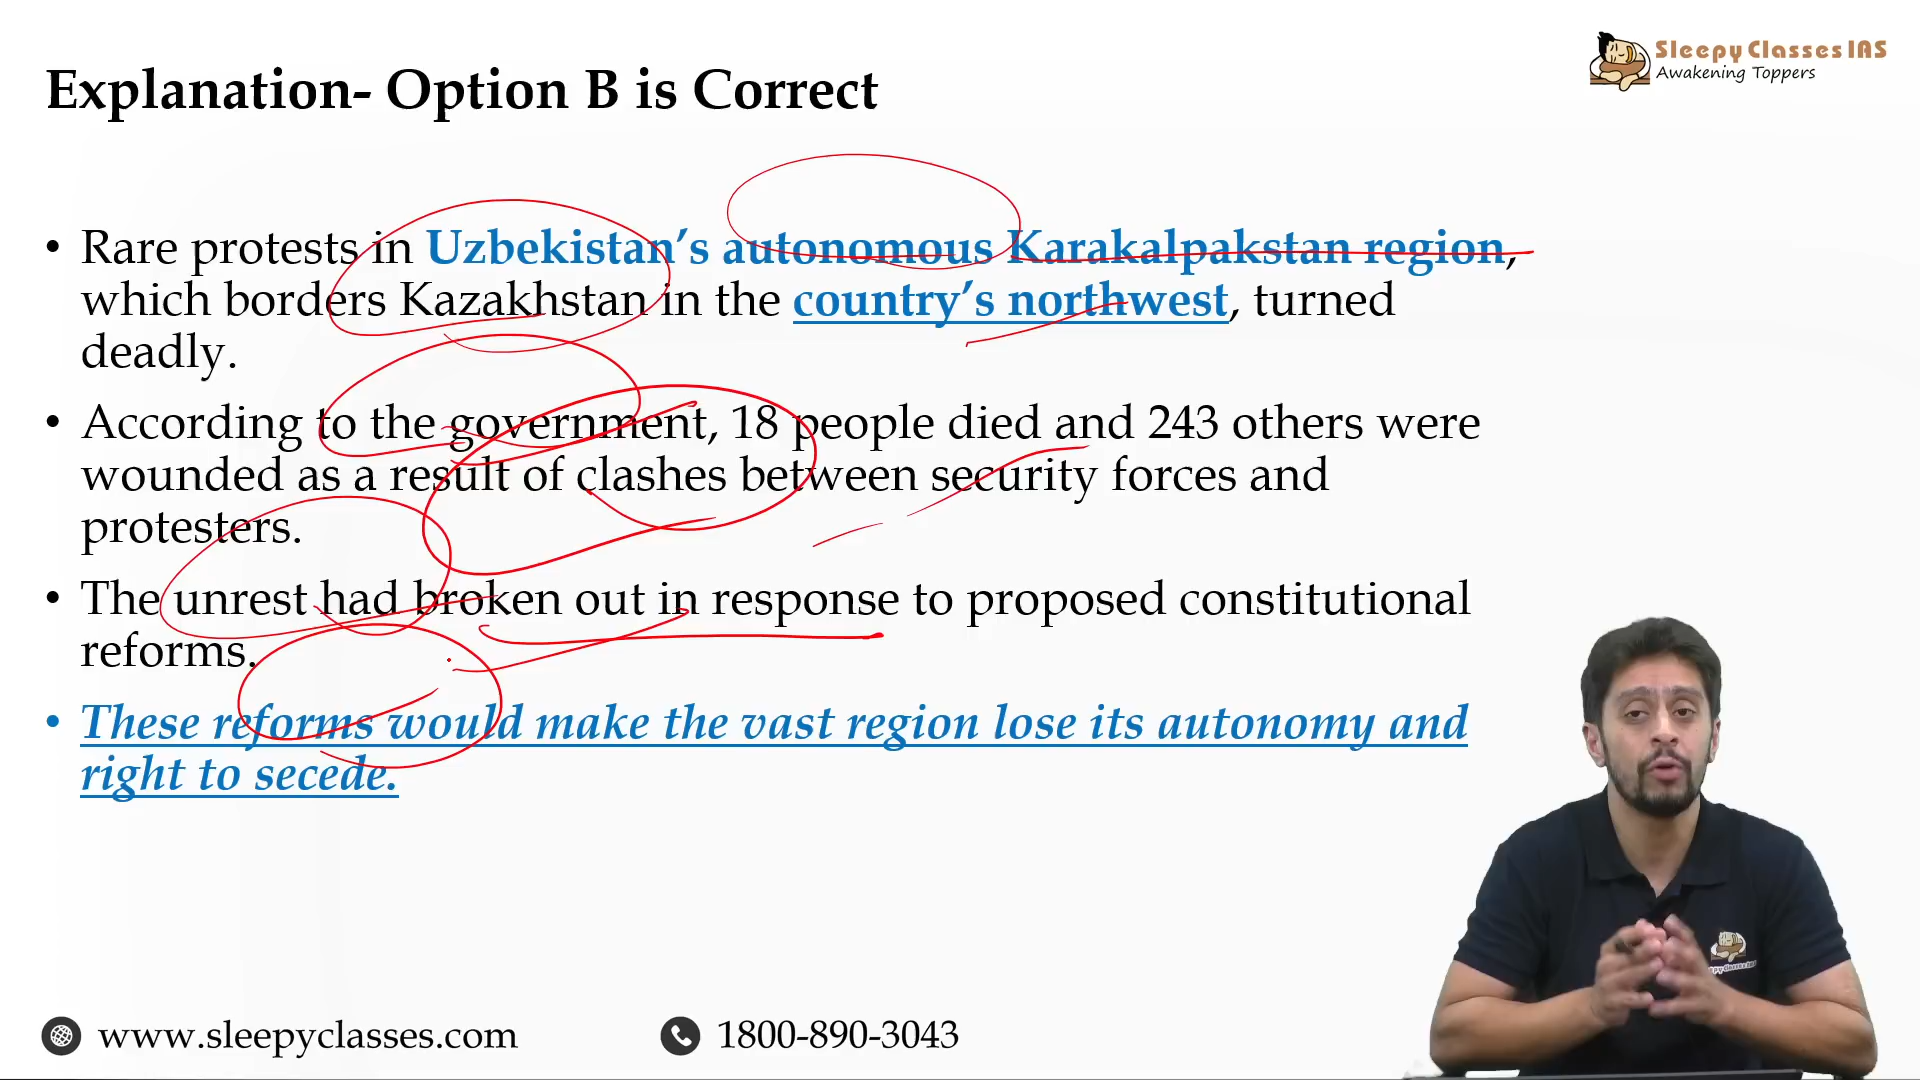 Sleepy Classes IAS
Awakening Toppers
Explanation- Option B is Correct
• Rare protests in Uzbekistan’s autonomous Karakalpakstan region,
which borders Kazakhstan in the country’s northwest, turned
deadly.
• According to the government, 18 people died and 243 others were
wounded as a result of clashes between security forces and
protesters.
• The unrest had broken out in response to proposed constitutional
reforms.
• These reforms would make the vast region lose its autonomy and
right to secede.
www.sleepyclasses.com
1800-890-3043